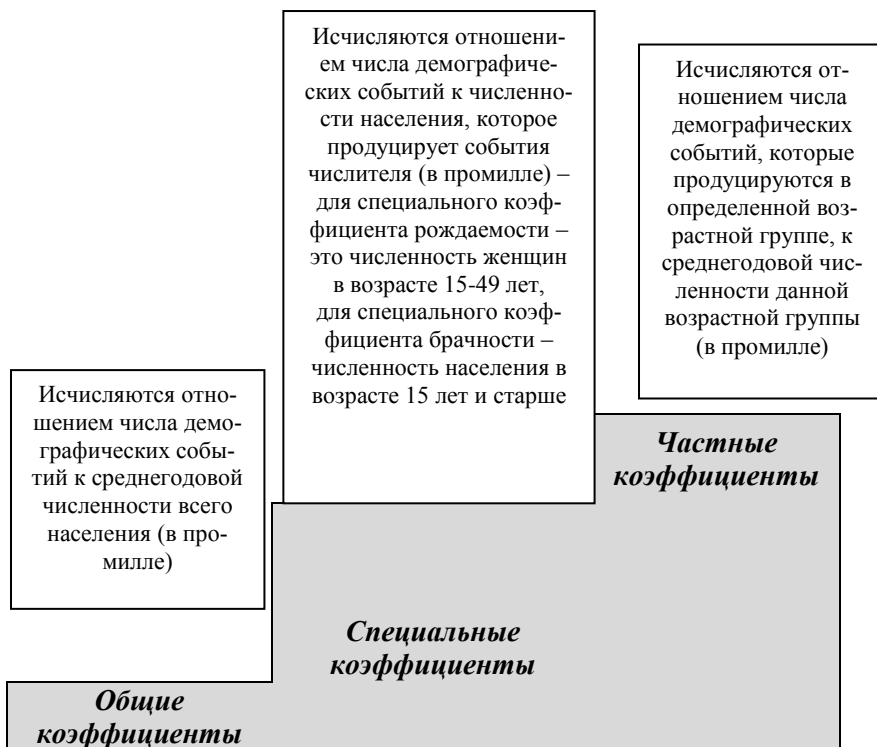 Исчисляются отно-
шением числа демо-
графических собы-
тий к среднегодовой
численности всего
населения (в про-
милле)
Общие
коэффициенты
Исчисляются отношени-
ем числа демографиче-
ских событий к численно-
сти населения, которое
продуцирует события
числителя (в промилле) –
для специального коэф-
фициента рождаемости –
это численность женщин
в возрасте 15-49 лет,
для специального коэф-
фициента брачности –
численность населения в
возрасте 15 лет и старше
Специальные
коэффициенты
Исчисляются от-
ношением числа
демографических
событий, которые
продуцируются в
определенной воз-
растной группе, к
среднегодовой чис-
ленности данной
возрастной группы
(в промилле)
Частные
коэффициенты